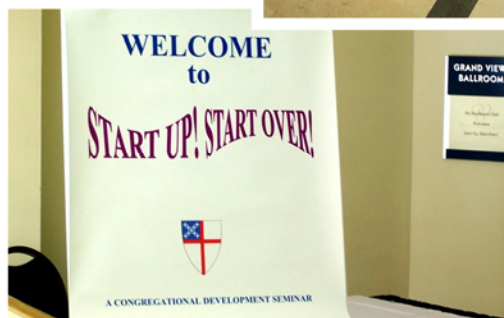 WELCOME
to
START UP! START OVER!
A CONGREGATIONAL DEVELOPMENT SEMINAR
GRAND VIEW
BALLROOM